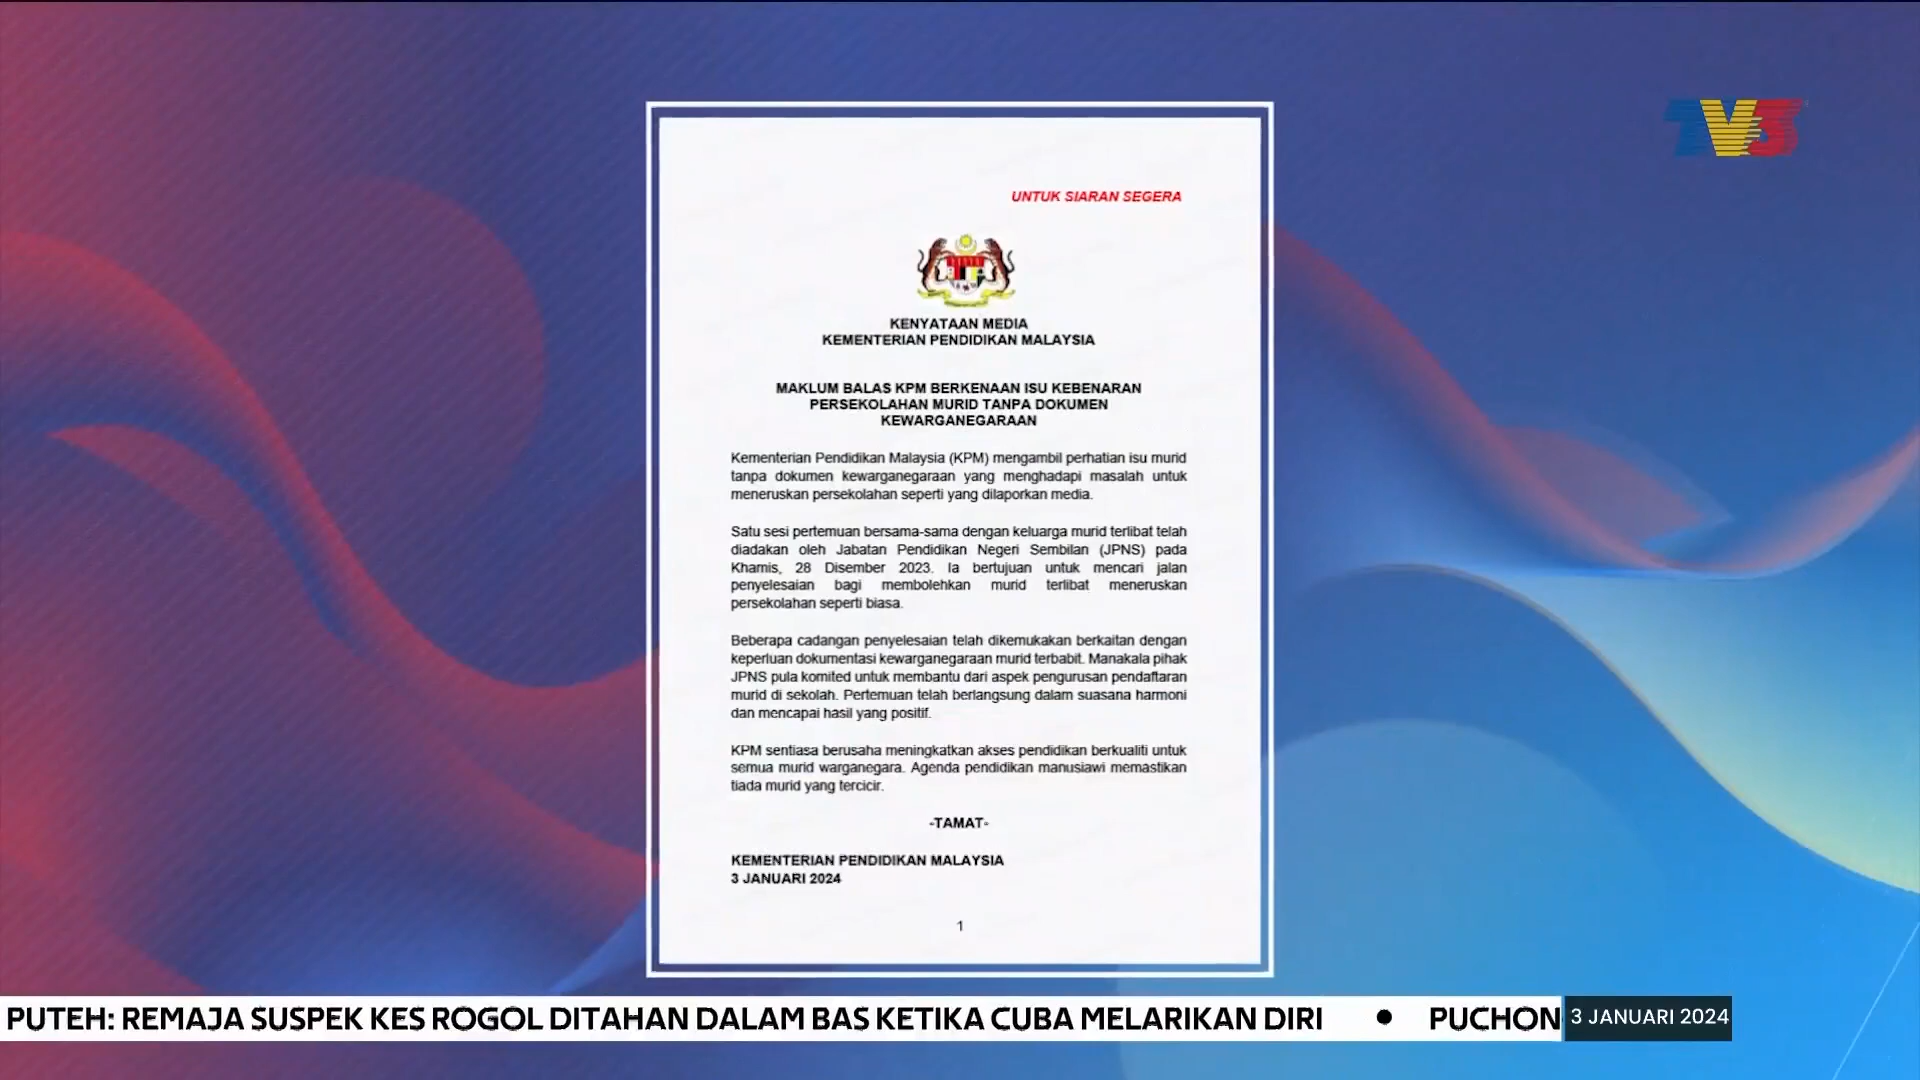 TV3
UNTUK SIARAN SEGERA
KENYATAAN MEDIA
KEMENTERIAN PENDIDIKAN MALAYSIA
MAKLUM BALAS KPM BERKENAAN ISU KEBENARAN
PERSEKOLAHAN MURID TANPA DOKUMEN
KEWARGANEGARAAN
Kementerian Pendidikan Malaysia (KPM) mengambil perhatian isu murid
tanpa dokumen kewarganegaraan yang menghadapi masalah untuk
meneruskan persekolahan seperti yang dilaporkan media.
Satu sesi pertemuan bersama-sama dengan keluarga murid terlibat telah
diadakan oleh Jabatan Pendidikan Negeri Sembilan (JPNS) pada
Khamis, 28 Disember 2023. Ia bertujuan untuk mencari jalan
penyelesaian bagi membolehkan murid terlibat meneruskan
persekolahan seperti biasa.
Beberapa cadangan penyelesaian telah dikemukakan berkaitan dengan
keperluan dokumentasi kewarganegaraan murid terbabit. Manakala pihak
JPNS pula komited untuk membantu dari aspek pengurusan pendaftaran
murid di sekolah. Pertemuan telah berlangsung dalam suasana harmoni
dan mencapai hasil yang positif.
KPM sentiasa berusaha meningkatkan akses pendidikan berkualiti untuk
semua murid warganegara. Agenda pendidikan manusiawi memastikan
tiada murid yang tercicir.
-TAMAT-
KEMENTERIAN PENDIDIKAN MALAYSIA
3 JANUARI 2024
1
PUTEH: REMAJA SUSPEK KES ROGOL DITAHAN DALAM BAS KETIKA CUBA MELARIKAN DIRI • PUCHON
3 JANUARI 2024